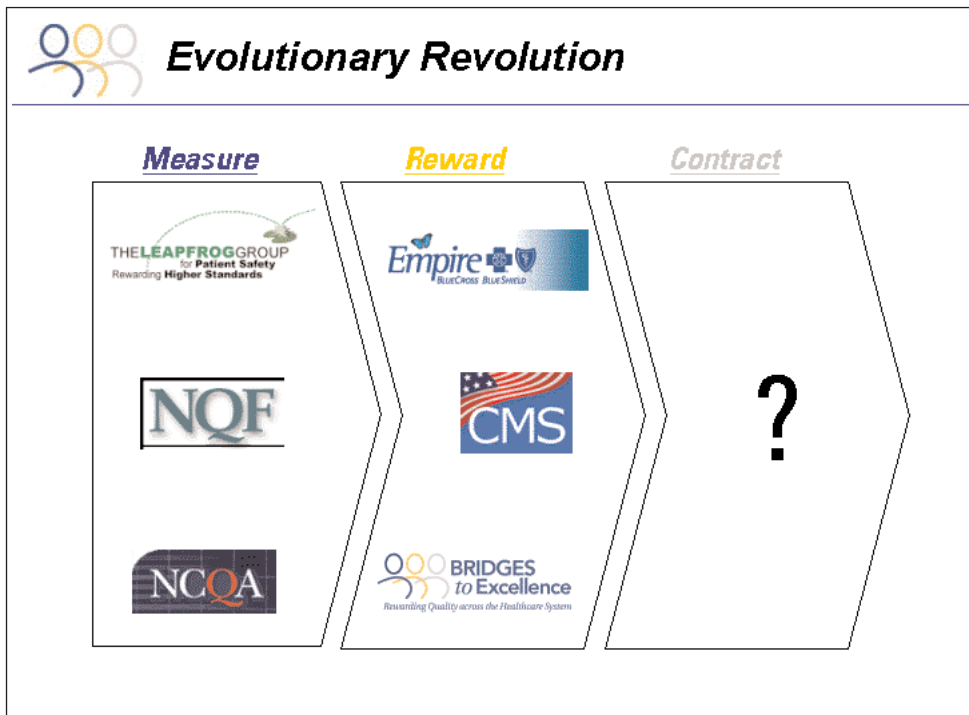 Evolutionary Revolution
Measure
Reward
Contract
THELEAPFROGGROUP
for Patient Safety
Rewarding Higher Standards
Empire
BLUECROSS BLUESHIELD
NQF
CMS
?
NCQA
BRIDGES
to Excellence
Rewarding Quality across the Healthcare System